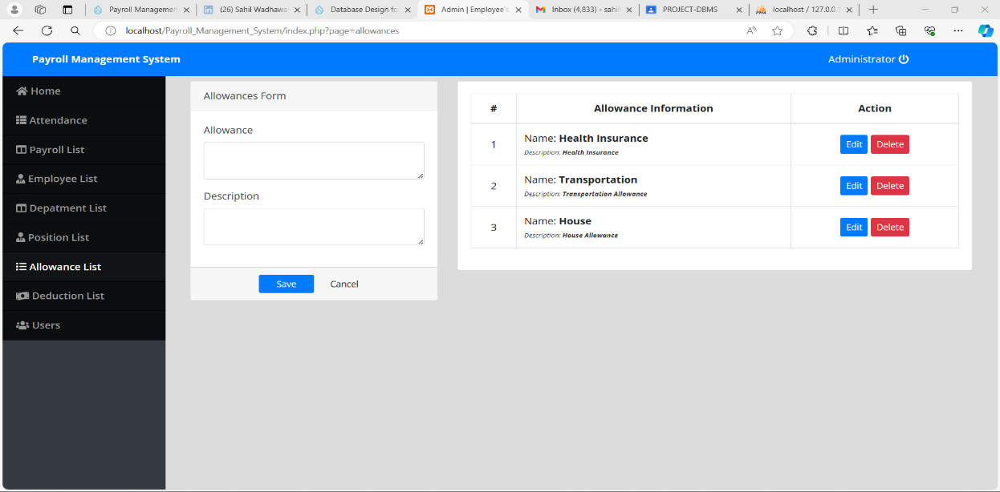 Payroll Managemen
(26) Sahil Wadhawa
Database Design fo
Admin | Employee's
Inbox (4,833) - sahi
PROJECT-DBMS
localhost / 127.0.0.1
localhost/Payroll_Management_System/index.php?page=allowances
Payroll Management System
Administrator
Home
Attendance
Payroll List
Employee List
Depatment List
Position List
Allowance List
Deduction List
Users
Allowances Form
Allowance
Description
Save Cancel
# Allowance Information Action
1 Name: Health Insurance Edit Delete
Description: Health Insurance
2 Name: Transportation Edit Delete
Description: Transportation Allowance
3 Name: House Edit Delete
Description: House Allowance